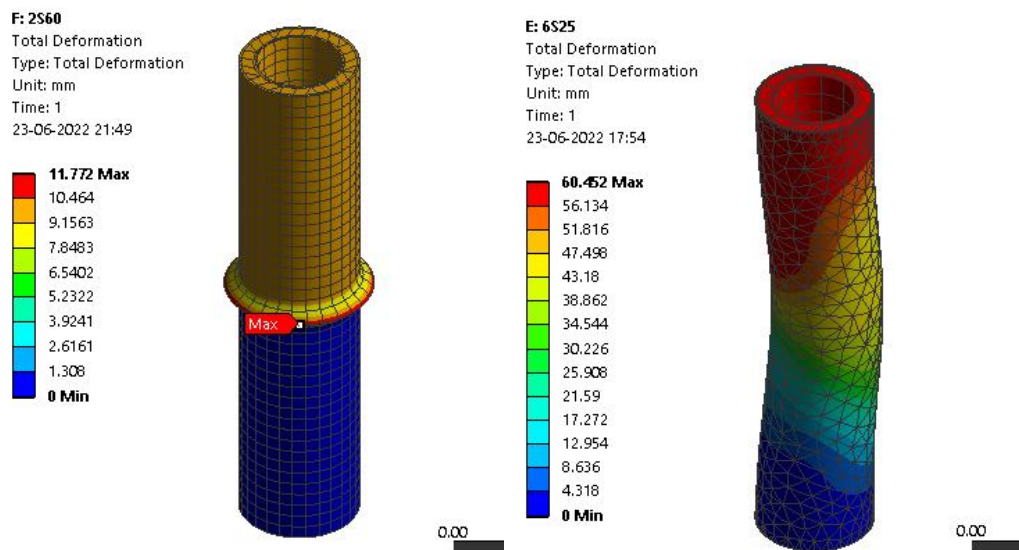 F: 2S60
Total Deformation
Type: Total Deformation
Unit: mm
Time: 1
23-06-2022 21:49
11.772 Max
10.464
9.1563
7.8483
6.5402
5.2322
3.9241
2.6161
1.308
0 Min
Max
0.00
E: 6S25
Total Deformation
Type: Total Deformation
Unit: mm
Time: 1
23-06-2022 17:54
60.452 Max
56.134
51.816
47.498
43.18
38.862
34.544
30.226
25.908
21.59
17.272
12.954
8.636
4.318
0 Min
0.00